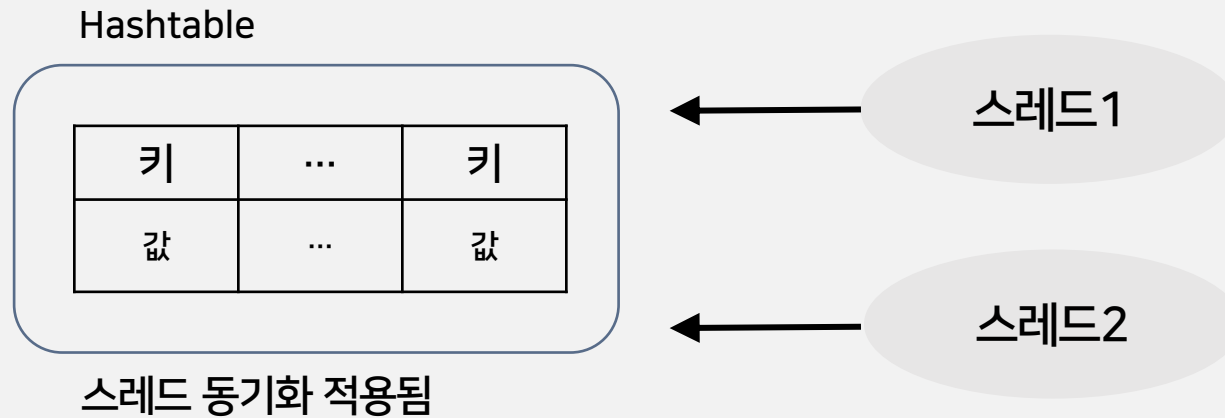 Hashtable
키 ... 키
값 ... 값
스레드 동기화 적용됨
스레드1
스레드2